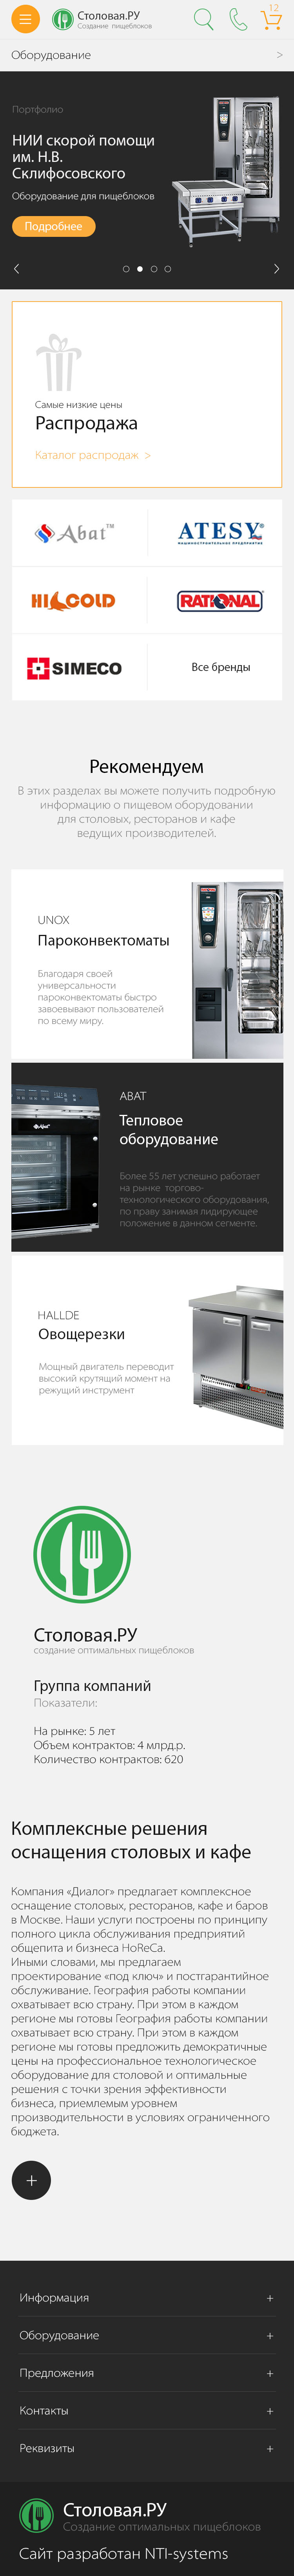 Столовая.РУ
Создание пищеблоков
12
Оборудование >
Портфолио
НИИ скорой помощи
им. Н.В.
Склифосовского
Оборудование для пищеблоков
Подробнее
Самые низкие цены
Распродажа
Каталог распродаж >
Abat™
ATESY®
МАШИНОСТРОИТЕЛЬНОЕ ПРЕДПРИЯТИЕ
HICOLD
RATIONAL
SIMECO
Все бренды
Рекомендуем
В этих разделах вы можете получить подробную
информацию о пищевом оборудовании
для столовых, ресторанов и кафе
ведущих производителей.
UNOX
Пароконвектоматы
Благодаря своей
универсальности
пароконвектоматы быстро
завоевывают пользователей
по всему миру.
Abat
ABAT
Тепловое
оборудование
Более 55 лет успешно работает
на рынке торгово-
технологического оборудования,
по праву занимая лидирующее
положение в данном сегменте.
HALLDE
Овощерезки
Мощный двигатель переводит
высокий крутящий момент на
режущий инструмент
Столовая.РУ
создание оптимальных пищеблоков
Группа компаний
Показатели:
На рынке: 5 лет
Объем контрактов: 4 млрд.р.
Количество контрактов: 620
Комплексные решения
оснащения столовых и кафе
Компания «Диалог» предлагает комплексное
оснащение столовых, ресторанов, кафе и баров
в Москве. Наши услуги построены по принципу
полного цикла обслуживания предприятий
общепита и бизнеса HoReCa.
Иными словами, мы предлагаем
проектирование «под ключ» и постгарантийное
обслуживание. География работы компании
охватывает всю страну. При этом в каждом
регионе мы готовы География работы компании
охватывает всю страну. При этом в каждом
регионе мы готовы предложить демократичные
цены на профессиональное технологическое
оборудование для столовой и оптимальные
решения с точки зрения эффективности
бизнеса, приемлемым уровнем
производительности в условиях ограниченного
бюджета.
+
Информация +
Оборудование +
Предложения +
Контакты +
Реквизиты +
Столовая.РУ
Создание оптимальных пищеблоков
Сайт разработан NTI-systems